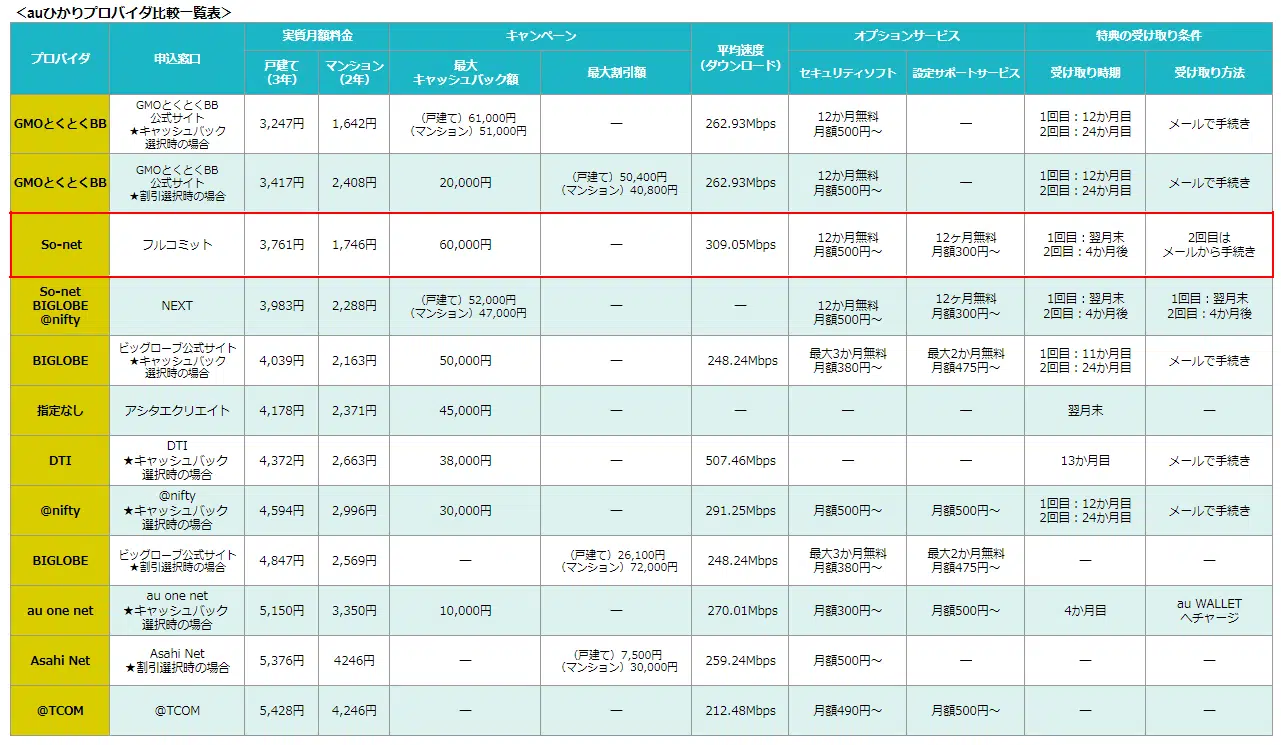 ＜auひかりプロバイダ比較一覧表＞
プロバイダ
申込窓口
実質月額料金
キャンペーン
平均速度
（ダウンロード）
オプションサービス
特典の受け取り条件
戸建て
（3年）
マンション
（2年）
最大
キャッシュバック額
最大割引額
セキュリティソフト
設定サポートサービス
受け取り時期
受け取り方法
GMOとくとくBB
GMOとくとくBB
公式サイト
★キャッシュバック
選択時の場合
3,247円
1,642円
（戸建て）61,000円
（マンション）51,000円
―
262.93Mbps
12か月無料
月額500円～
―
1回目：12か月目
2回目：24か月目
メールで手続き
GMOとくとくBB
GMOとくとくBB
公式サイト
★割引選択時の場合
3,417円
2,408円
20,000円
（戸建て）50,400円
（マンション）40,800円
262.93Mbps
12か月無料
月額500円～
―
1回目：12か月目
2回目：24か月目
メールで手続き
So-net
フルコミット
3,761円
1,746円
60,000円
―
309.05Mbps
12か月無料
月額500円～
12ヶ月無料
月額300円～
1回目：翌月末
2回目：4か月後
2回目は
メールから手続き
So-net
BIGLOBE
@nifty
NEXT
3,983円
2,288円
（戸建て）52,000円
（マンション）47,000円
―
―
12か月無料
月額500円～
12ヶ月無料
月額300円～
1回目：翌月末
2回目：4か月後
1回目：翌月末
2回目：4か月後
BIGLOBE
ビッグローブ公式サイト
★キャッシュバック
選択時の場合
4,039円
2,163円
50,000円
―
248.24Mbps
最大3か月無料
月額380円～
最大2か月無料
月額475円～
1回目：11か月目
2回目：24か月目
メールで手続き
指定なし
アシタエクリエイト
4,178円
2,371円
45,000円
―
―
―
―
翌月末
―
DTI
DTI
★キャッシュバック
選択時の場合
4,372円
2,663円
38,000円
―
507.46Mbps
―
―
13か月目
メールで手続き
@nifty
@nifty
★キャッシュバック
選択時の場合
4,594円
2,996円
30,000円
―
291.25Mbps
月額500円～
月額500円～
1回目：12か月目
2回目：24か月目
メールで手続き
BIGLOBE
ビッグローブ公式サイト
★割引選択時の場合
4,847円
2,569円
―
（戸建て）26,100円
（マンション）72,000円
248.24Mbps
最大3か月無料
月額380円～
最大2か月無料
月額475円～
―
―
au one net
au one net
★キャッシュバック
選択時の場合
5,150円
3,350円
10,000円
―
270.01Mbps
月額300円～
月額500円～
4か月目
au WALLET
へチャージ
Asahi Net
Asahi Net
★割引選択時の場合
5,376円
4246円
―
（戸建て）7,500円
（マンション）30,000円
259.24Mbps
月額500円～
―
―
―
@TCOM
@TCOM
5,428円
4,246円
―
―
212.48Mbps
月額490円～
月額500円～
―
―